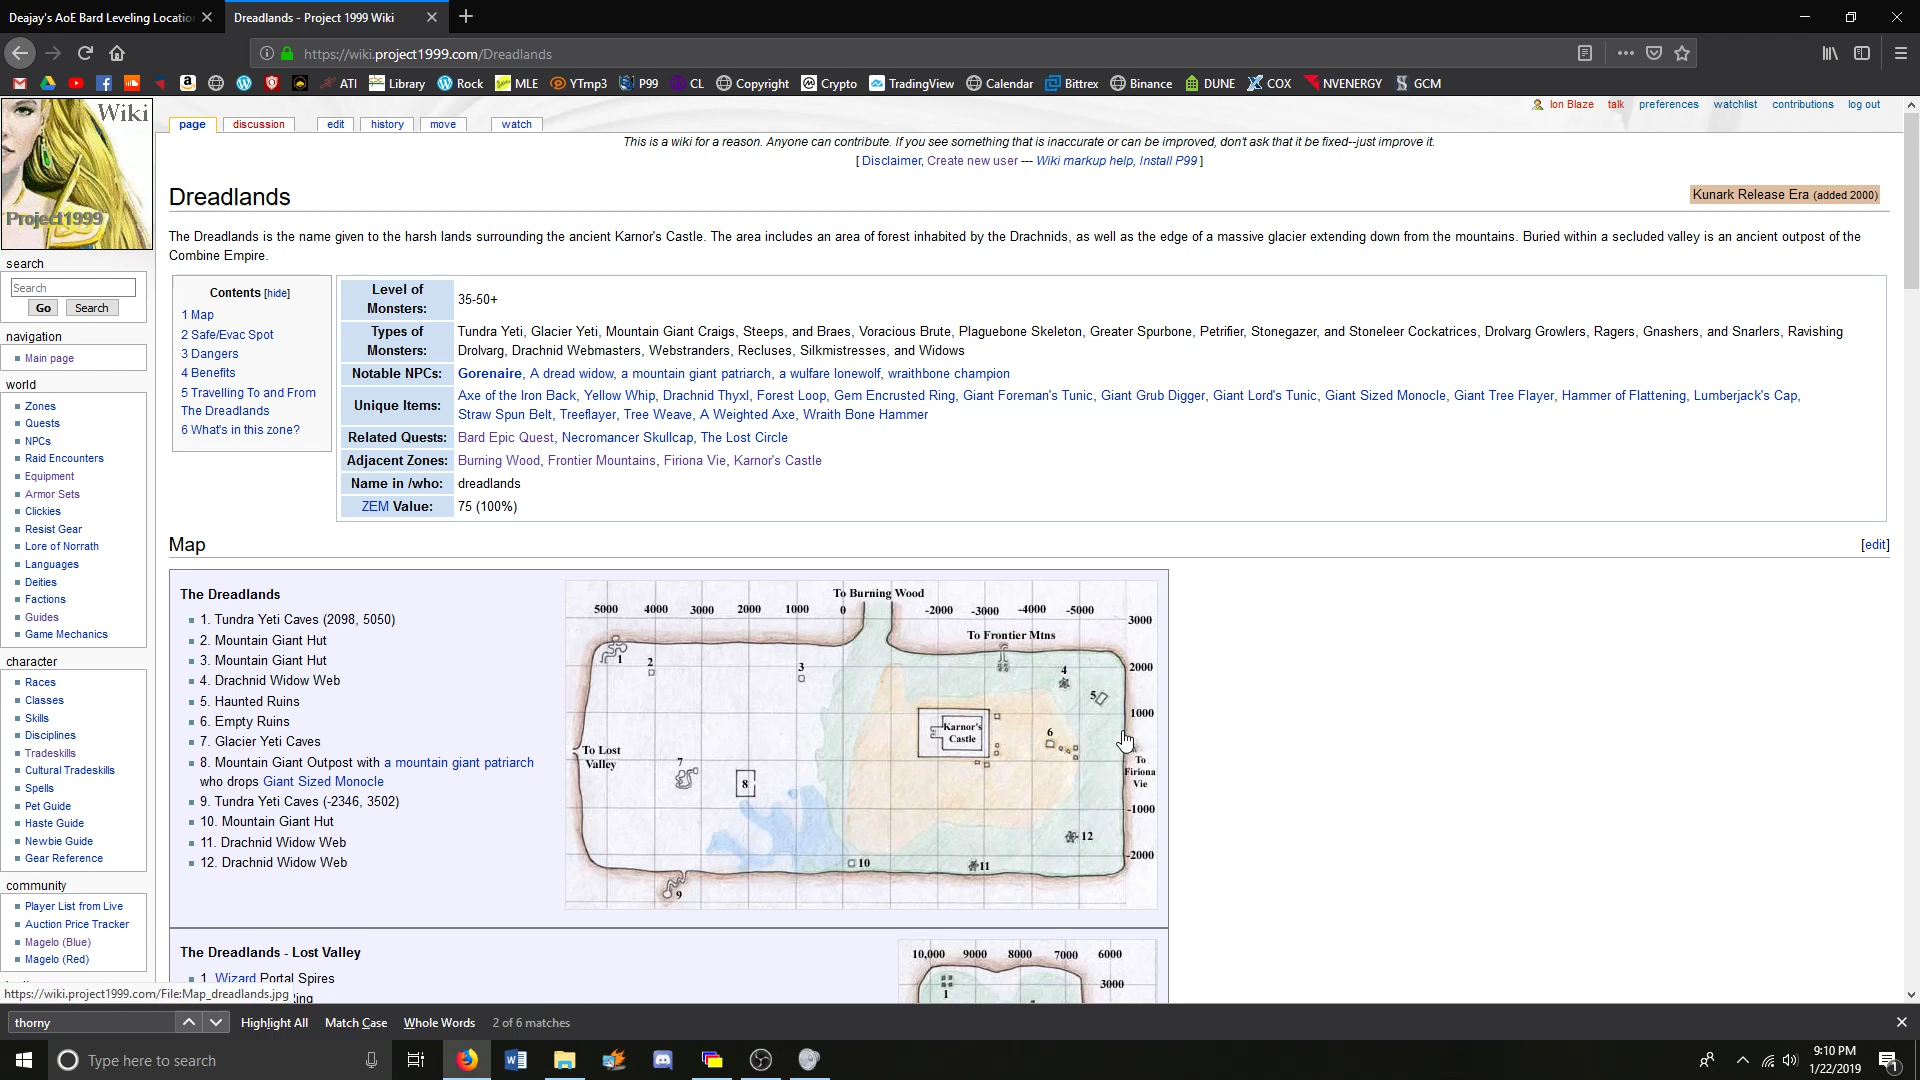 Deajay's AoE Bard Leveling Locatio
Dreadlands - Project 1999 Wiki
https://wiki.project1999.com/Dreadlands
ATI
Library
Rock
MLE
YTmp3
P99
CL
Copyright
Crypto
TradingView
Calendar
Bittrex
Binance
DUNE
COX
NVENERGY
GCM
Wiki
Project1999
page
discussion
edit
history
move
watch
Ion Blaze
talk
preferences
watchlist
contributions
log out
This is a wiki for a reason. Anyone can contribute. If you see something that is inaccurate or can be improved, don't ask that it be fixed--just improve it.
[ Disclaimer, Create new user --- Wiki markup help, Install P99 ]
Dreadlands
Kunark Release Era (added 2000)
The Dreadlands is the name given to the harsh lands surrounding the ancient Karnor's Castle. The area includes an area of forest inhabited by the Drachnids, as well as the edge of a massive glacier extending down from the mountains. Buried within a secluded valley is an ancient outpost of the
Combine Empire.
search
Search
Go
Search
navigation
Main page
world
Zones
Quests
NPCs
Raid Encounters
Equipment
Armor Sets
Clickies
Resist Gear
Lore of Norrath
Languages
Deities
Factions
Guides
Game Mechanics
character
Races
Classes
Skills
Disciplines
Tradeskills
Cultural Tradeskills
Spells
Pet Guide
Haste Guide
Newbie Guide
Gear Reference
community
Player List from Live
Auction Price Tracker
Magelo (Blue)
Magelo (Red)
Contents [hide]
1 Map
2 Safe/Evac Spot
3 Dangers
4 Benefits
5 Travelling To and From
The Dreadlands
6 What's in this zone?
Level of
Monsters:
35-50+
Types of
Monsters:
Tundra Yeti, Glacier Yeti, Mountain Giant Craigs, Steeps, and Braes, Voracious Brute, Plaguebone Skeleton, Greater Spurbone, Petrifier, Stonegazer, and Stoneleer Cockatrices, Drolvarg Growlers, Ragers, Gnashers, and Snarlers, Ravishing
Drolvarg, Drachnid Webmasters, Webstranders, Recluses, Silkmistresses, and Widows
Notable NPCs:
Gorenaire, A dread widow, a mountain giant patriarch, a wulfare lonewolf, wraithbone champion
Unique Items:
Axe of the Iron Back, Yellow Whip, Drachnid Thyxl, Forest Loop, Gem Encrusted Ring, Giant Foreman's Tunic, Giant Grub Digger, Giant Lord's Tunic, Giant Sized Monocle, Giant Tree Flayer, Hammer of Flattening, Lumberjack's Cap,
Straw Spun Belt, Treeflayer, Tree Weave, A Weighted Axe, Wraith Bone Hammer
Related Quests:
Bard Epic Quest, Necromancer Skullcap, The Lost Circle
Adjacent Zones:
Burning Wood, Frontier Mountains, Firiona Vie, Karnor's Castle
Name in /who:
dreadlands
ZEM Value:
75 (100%)
Map
[edit]
The Dreadlands
1. Tundra Yeti Caves (2098, 5050)
2. Mountain Giant Hut
3. Mountain Giant Hut
4. Drachnid Widow Web
5. Haunted Ruins
6. Empty Ruins
7. Glacier Yeti Caves
8. Mountain Giant Outpost with a mountain giant patriarch
who drops Giant Sized Monocle
9. Tundra Yeti Caves (-2346, 3502)
10. Mountain Giant Hut
11. Drachnid Widow Web
12. Drachnid Widow Web
To Burning Wood
5000 4000 3000 2000 1000 0 -2000 -3000 -4000 -5000
3000
To Frontier Mtns
1
2
3
4
2000
5
1000
Karnor's
Castle
6
To Lost
Valley
7
8
To
Firiona
Vie
-1000
12
-2000
10
11
9
The Dreadlands - Lost Valley
1. Wizard Portal Spires
ing
10,000 9000 8000 7000 6000
1
3000
https://wiki.project1999.com/File:Map_dreadlands.jpg
thorny
Highlight All
Match Case
Whole Words
2 of 6 matches
Type here to search
9:10 PM
1/22/2019
1